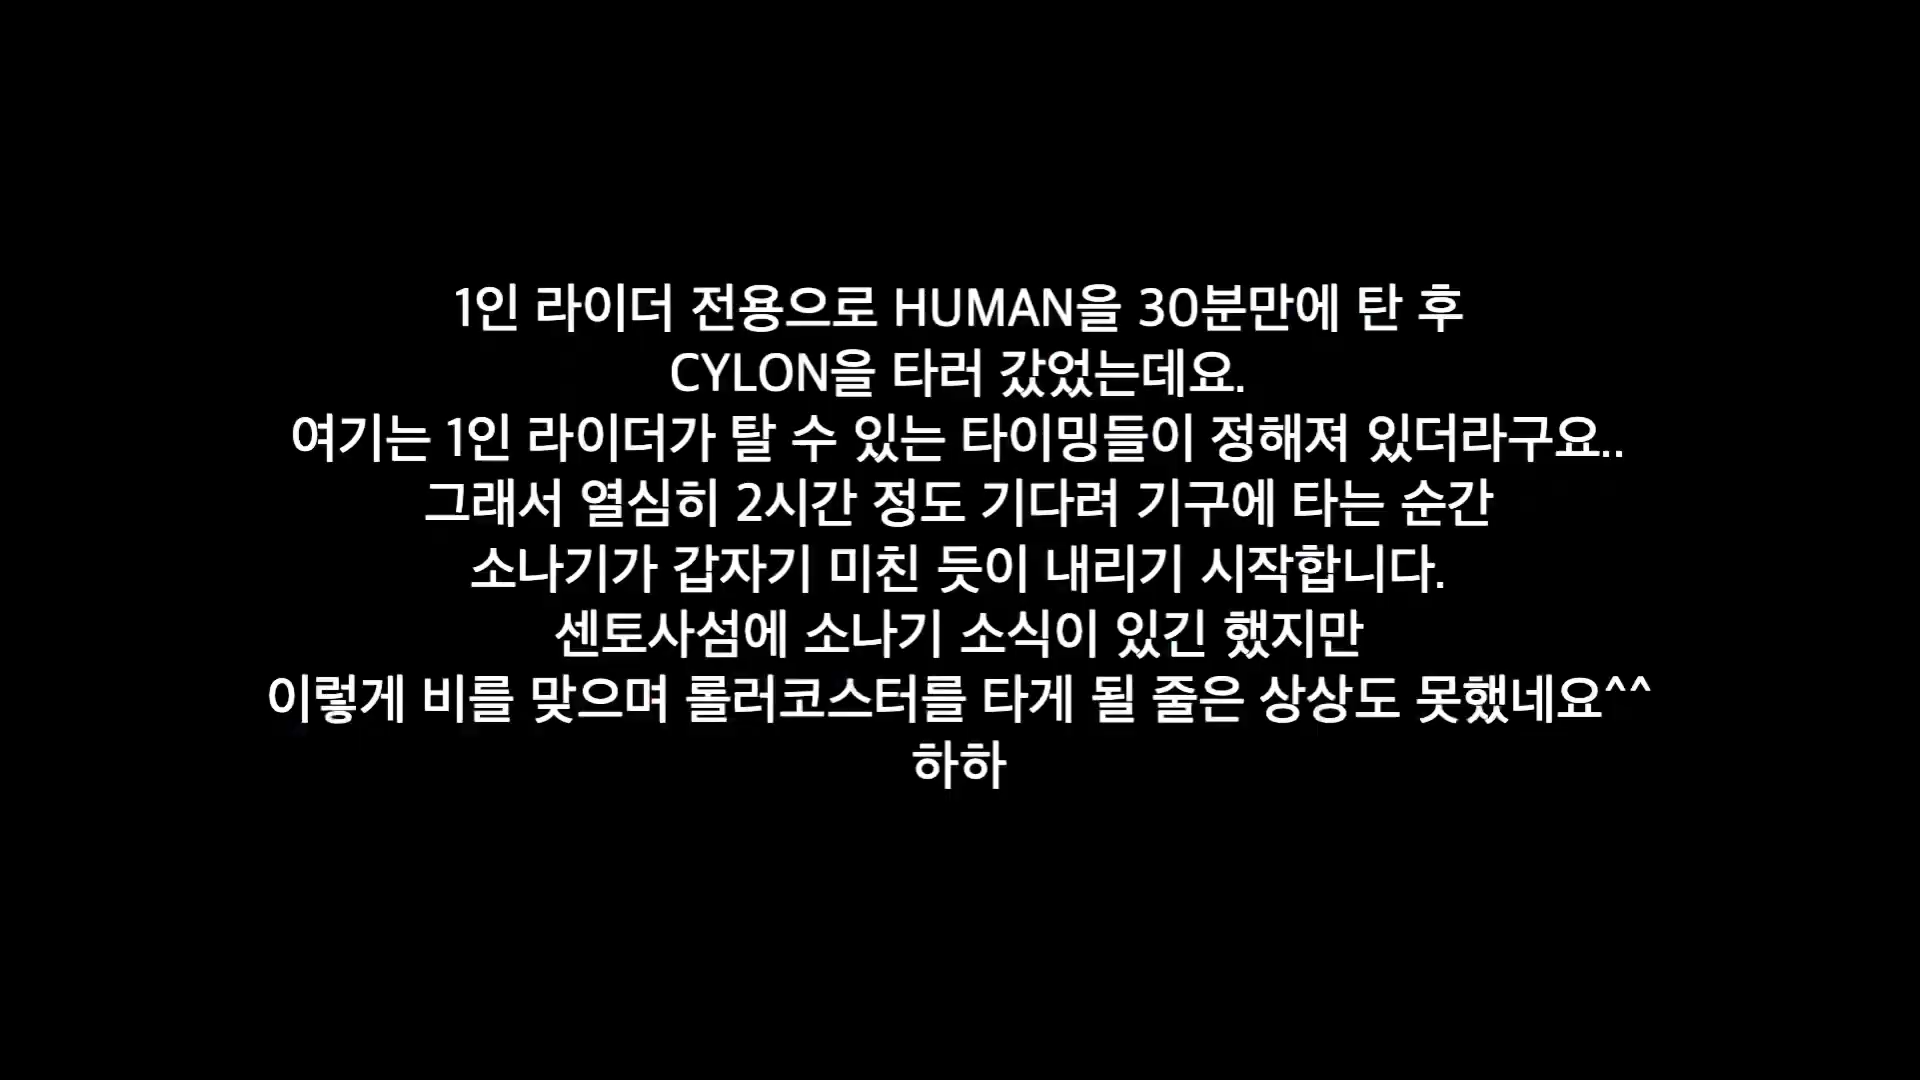 1인 라이더 전용으로 HUMAN을 30분만에 탄 후
CYLON을 타러 갔었는데요.
여기는 1인 라이더가 탈 수 있는 타이밍들이 정해져 있더라구요..
그래서 열심히 2시간 정도 기다려 기구에 타는 순간
소나기가 갑자기 미친 듯이 내리기 시작합니다.
센토사섬에 소나기 소식이 있긴 했지만
이렇게 비를 맞으며 롤러코스터를 타게 될 줄은 상상도 못했네요^^
하하